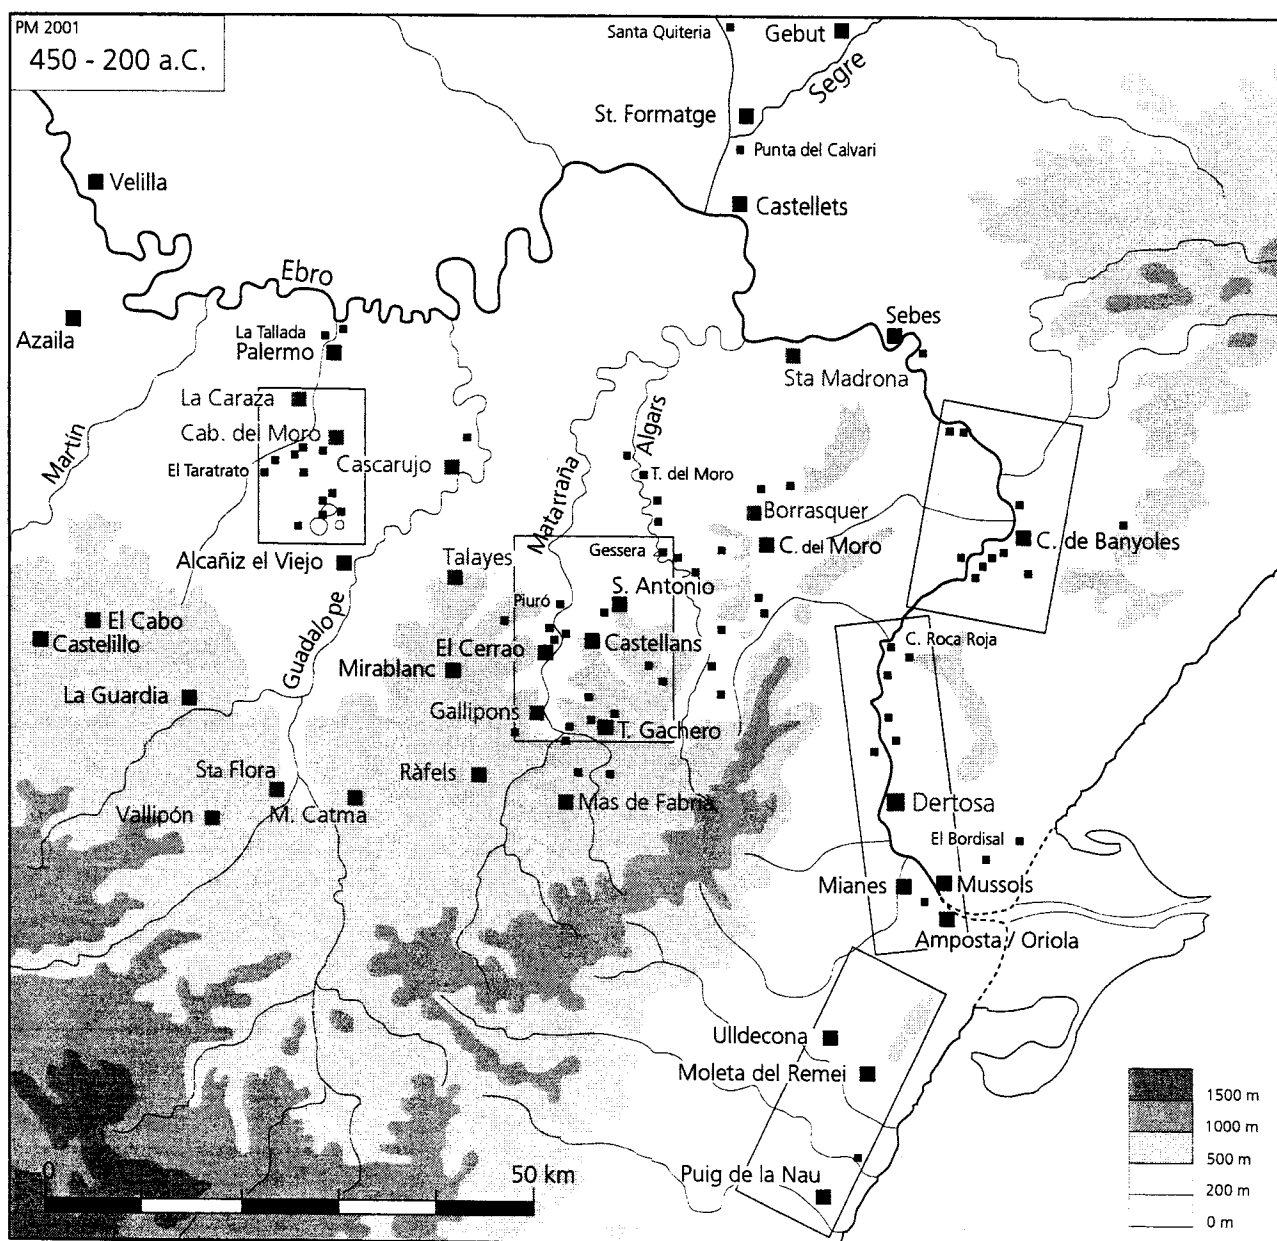 PM 2001
450 - 200 a.C.
Santa Quiteria
Gebut
Segre
St. Formatge
Punta del Calvari
Velilla
Castellets
Ebro
Azaila
La Tallada
Palermo
Sebes
Sta Madrona
La Caraza
Cab. del Moro
Martín
El Taratrato
Cascarujo
Algars
T. del Moro
Matarraña
Borrasquer
C. del Moro
C. de Banyoles
Gessera
Alcañiz el Viejo
Talayes
S. Antonio
Piuró
El Cabo
Castelillo
Guadalope
El Cerrao
Castellans
C. Roca Roja
Mirablanc
La Guardia
Gallipons
T. Gachero
Sta Flora
Ràfels
Vallipón
M. Catma
Mas de Fabria
Dertosa
El Bordisal
Mianes
Mussols
Amposta / Oriola
Ulldecona
Moleta del Remei
Puig de la Nau
0
50 km
1500 m
1000 m
500 m
200 m
0 m